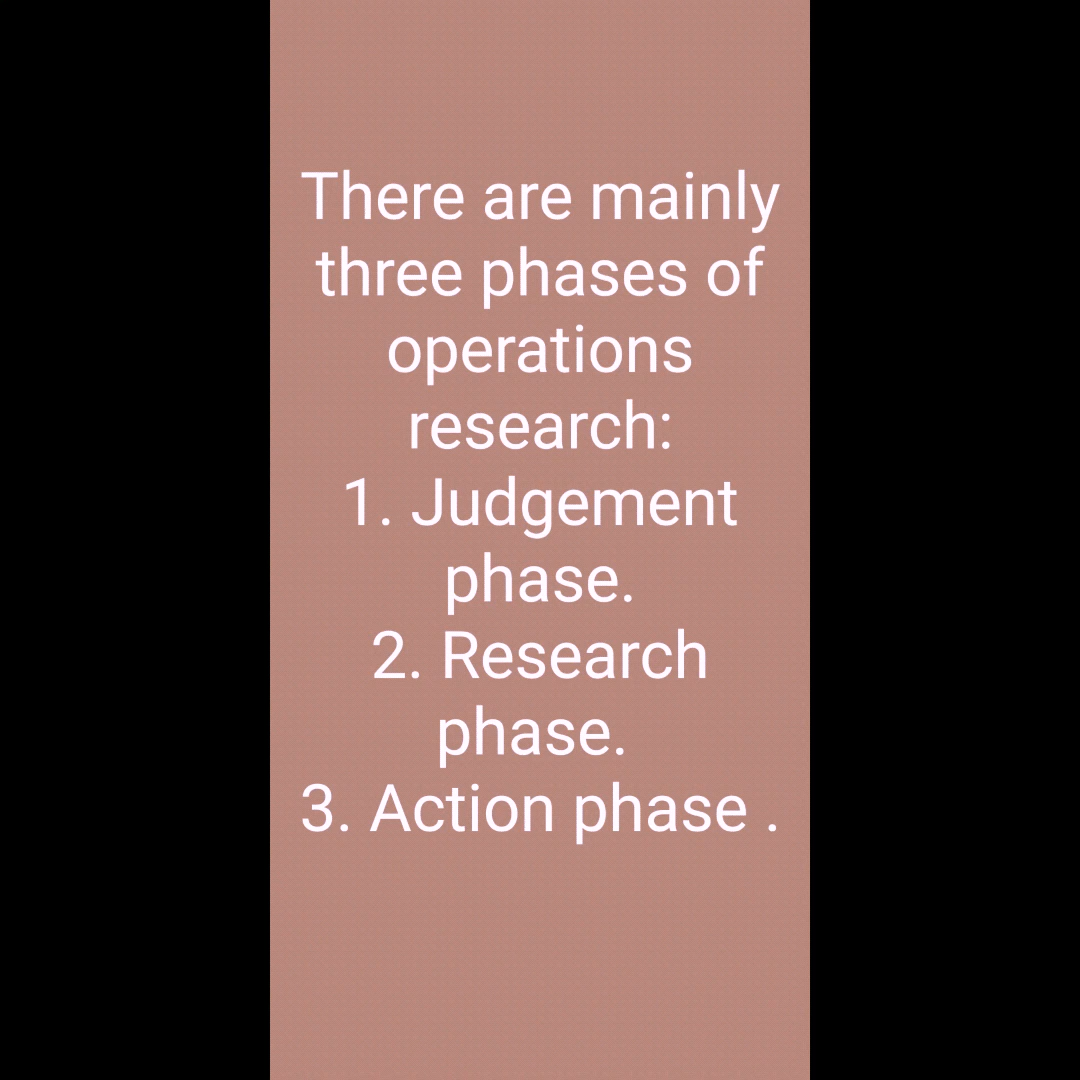 There are mainly
three phases of
operations
research:
1. Judgement
phase.
2. Research
phase.
3. Action phase .